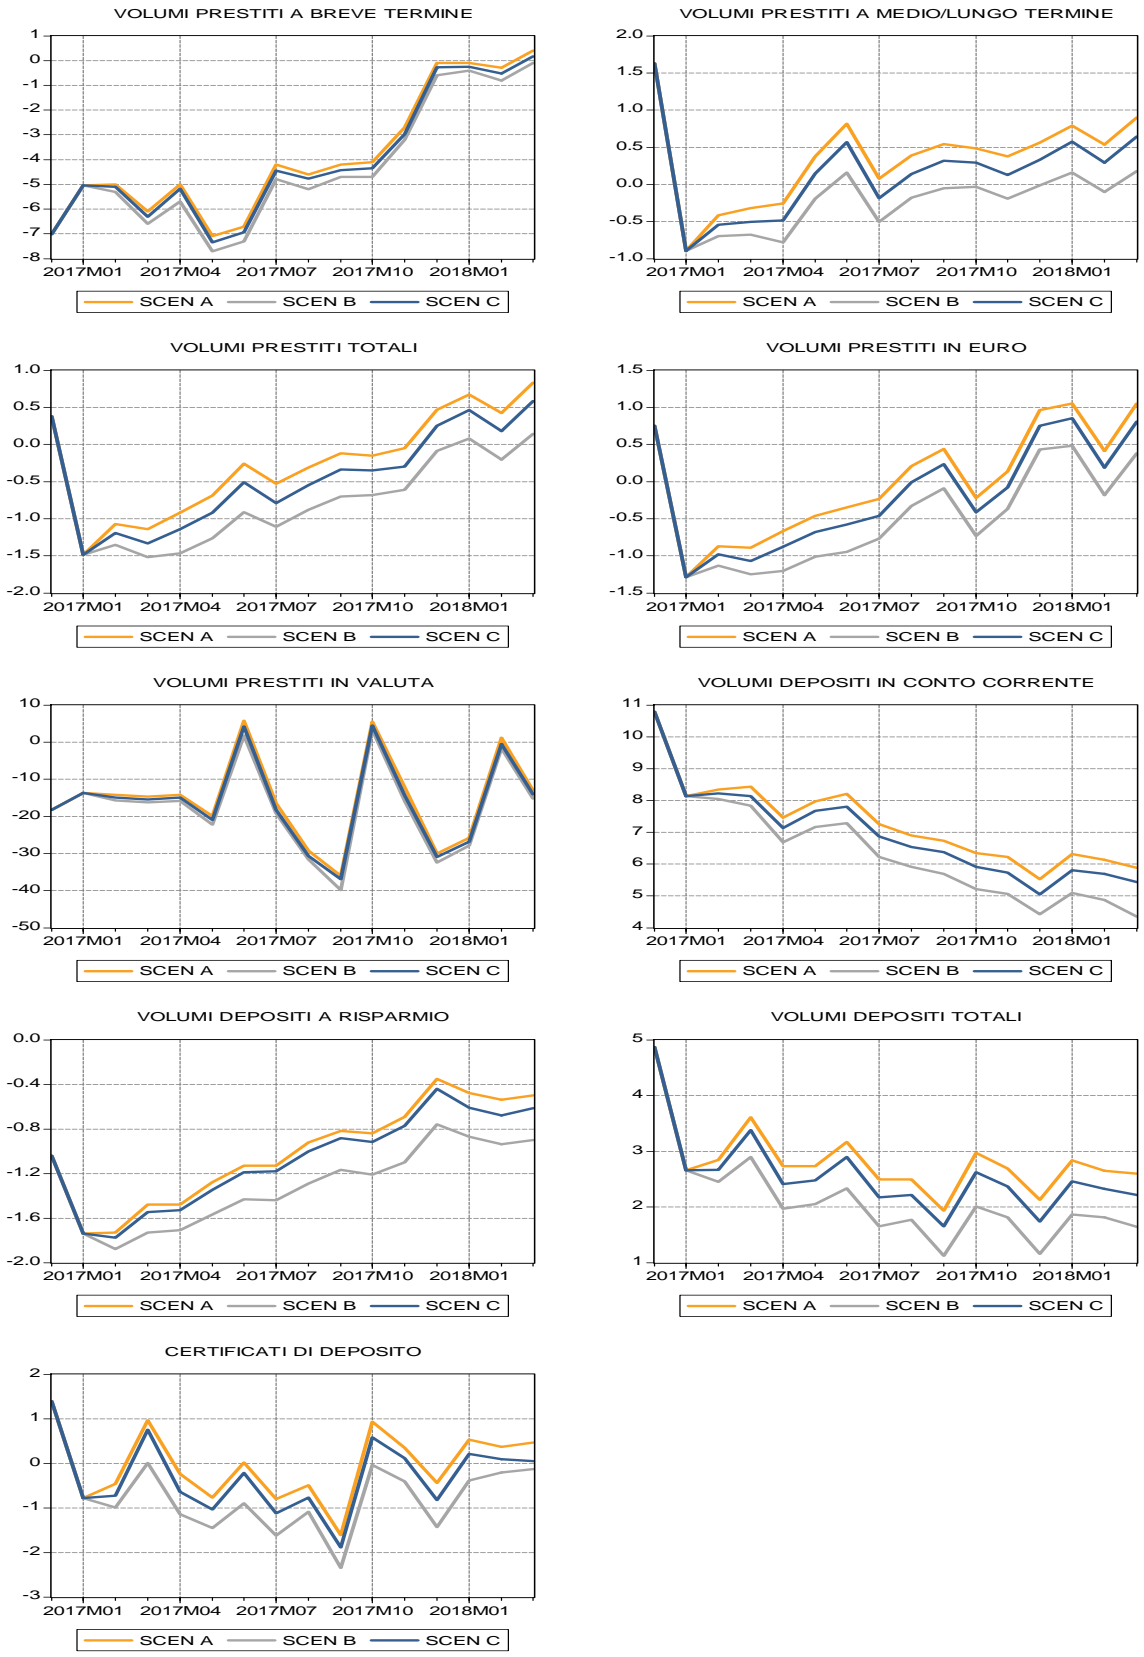 VOLUMI PRESTITI A BREVE TERMINE
1
0
-1
-2
-3
-4
-5
-6
-7
-8
2017M01 2017M04 2017M07 2017M10 2018M01
SCEN A SCEN B SCEN C
VOLUMI PRESTITI A MEDIO/LUNGO TERMINE
2.0
1.5
1.0
0.5
0.0
-0.5
-1.0
2017M01 2017M04 2017M07 2017M10 2018M01
SCEN A SCEN B SCEN C
VOLUMI PRESTITI TOTALI
1.0
0.5
0.0
-0.5
-1.0
-1.5
-2.0
2017M01 2017M04 2017M07 2017M10 2018M01
SCEN A SCEN B SCEN C
VOLUMI PRESTITI IN EURO
1.5
1.0
0.5
0.0
-0.5
-1.0
-1.5
2017M01 2017M04 2017M07 2017M10 2018M01
SCEN A SCEN B SCEN C
VOLUMI PRESTITI IN VALUTA
10
0
-10
-20
-30
-40
-50
2017M01 2017M04 2017M07 2017M10 2018M01
SCEN A SCEN B SCEN C
VOLUMI DEPOSITI IN CONTO CORRENTE
11
10
9
8
7
6
5
4
2017M01 2017M04 2017M07 2017M10 2018M01
SCEN A SCEN B SCEN C
VOLUMI DEPOSITI A RISPARMIO
0.0
-0.4
-0.8
-1.2
-1.6
-2.0
2017M01 2017M04 2017M07 2017M10 2018M01
SCEN A SCEN B SCEN C
VOLUMI DEPOSITI TOTALI
5
4
3
2
1
2017M01 2017M04 2017M07 2017M10 2018M01
SCEN A SCEN B SCEN C
CERTIFICATI DI DEPOSITO
2
1
0
-1
-2
-3
2017M01 2017M04 2017M07 2017M10 2018M01
SCEN A SCEN B SCEN C